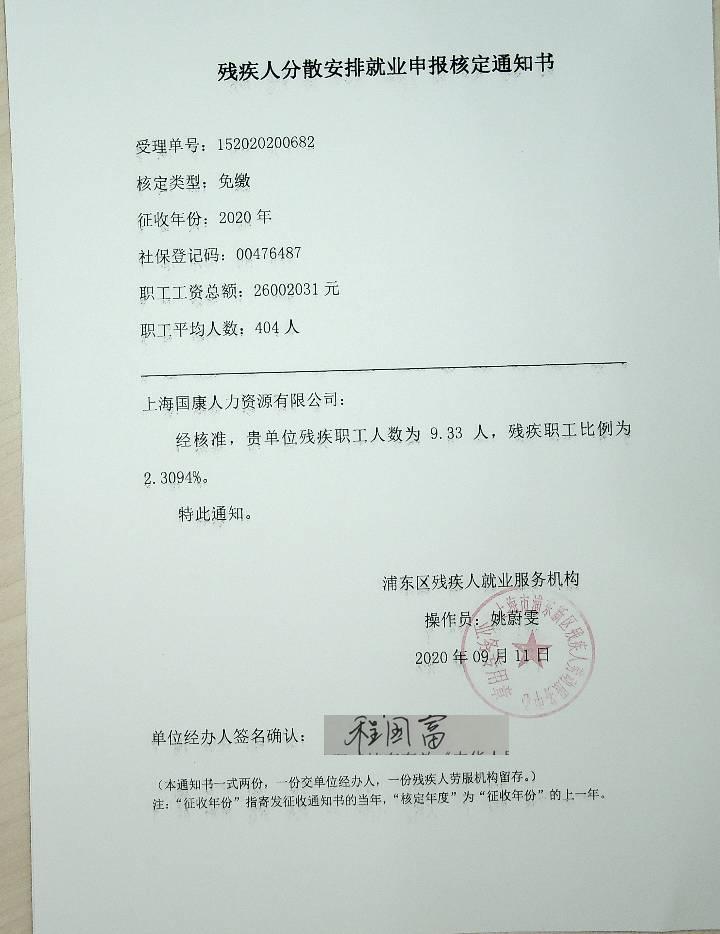 残疾人分散安排就业申报核定通知书
受理单号：152020200682
核定类型：免缴
征收年份：2020 年
社保登记码：00476487
职工工资总额：26002031 元
职工平均人数：404 人
上海国康人力资源有限公司：
经核准，贵单位残疾职工人数为 9.33 人，残疾职工比例为
2.3094%。
特此通知。
浦东区残疾人就业服务机构
操作员：姚蔚雯
2020 年 09 月 11 日
上海市浦东新区残疾人劳动服务中心
业务专用章
单位经办人签名确认：程国富
（本通知书一式两份，一份交单位经办人，一份残疾人劳服机构留存。）
注：“征收年份”指寄发征收通知书的当年，“核定年度”为“征收年份”的上一年。